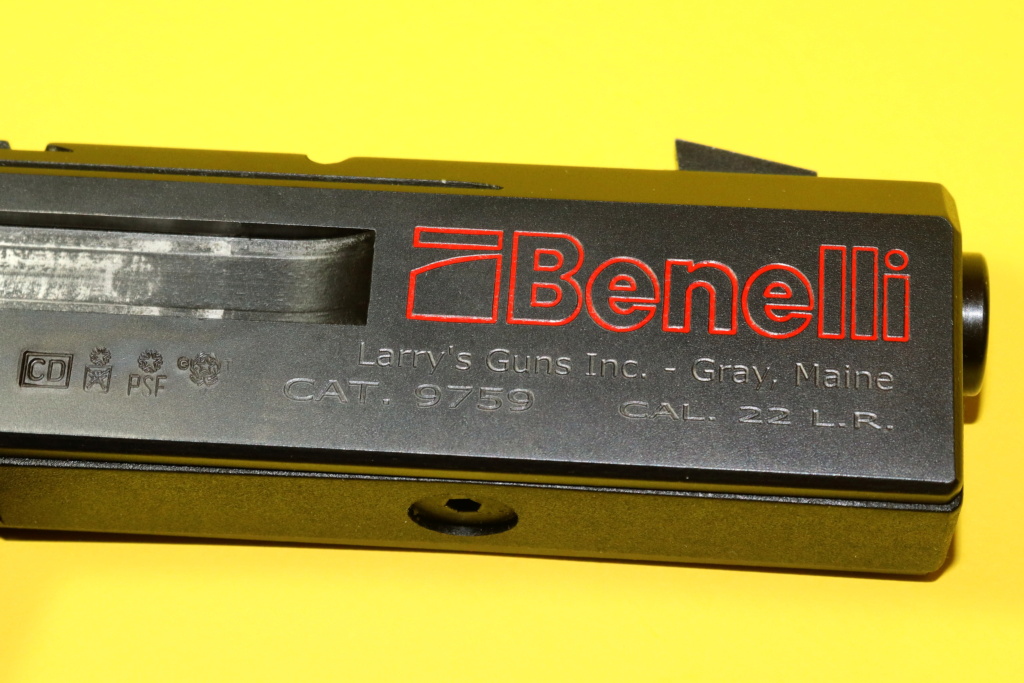 Benelli
Larry's Guns Inc. - Gray, Maine
CAT. 9759 CAL. 22 L.R.
CD PSF